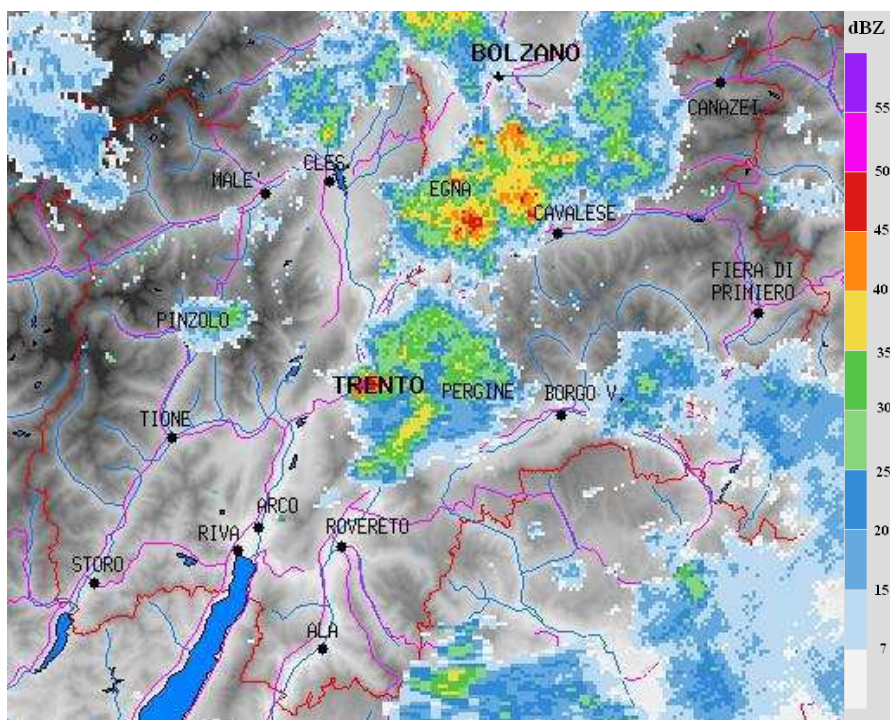 dBZ
BOLZANO
CANAZEI
55
CLES
MALE'
EGNA
50
CAVALESE
45
FIERA DI
PRIMIERO
40
PINZOLO
35
TRENTO
PERGINE
BORGO V.
30
TIONE
25
ARCO
RIVA
ROVERETO
20
STORO
15
ALA
7